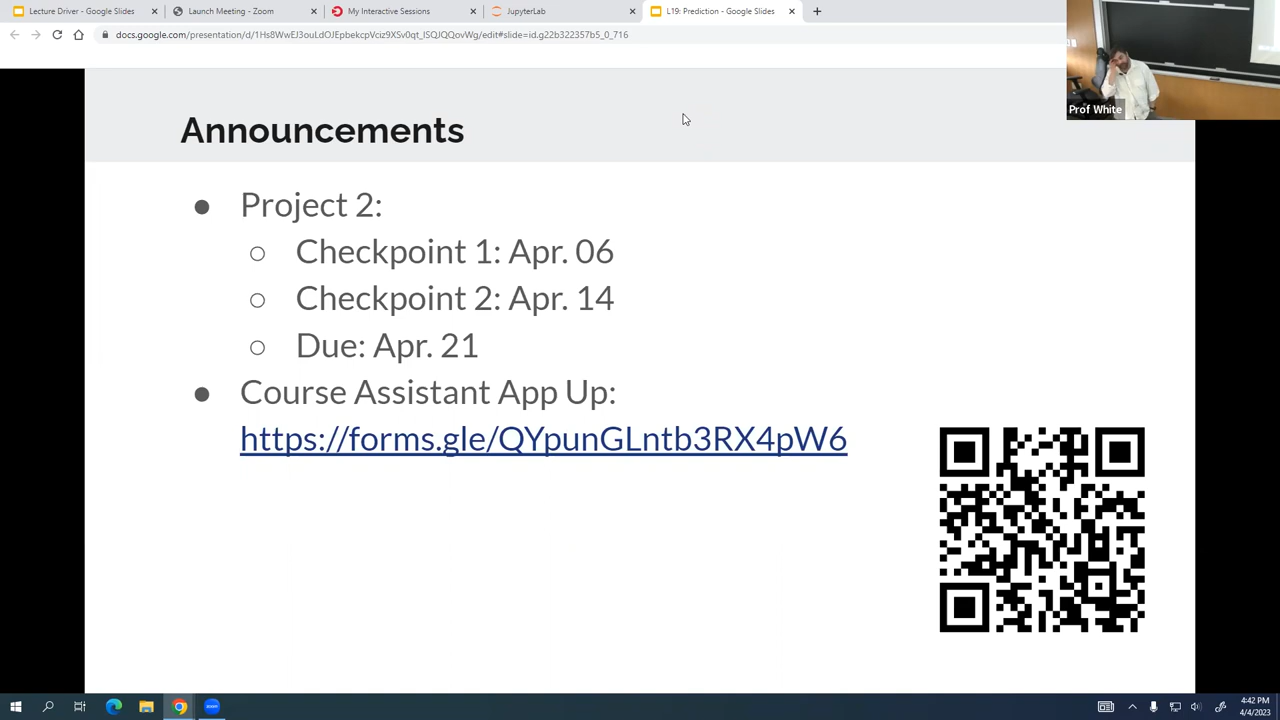 Lecture Driver - Google Slides
Launch Meeting - Zoom
My Interactive Sessions
JupyterLab
L19: Prediction - Google Slides
Prof White
Announcements
● Project 2:
○ Checkpoint 1: Apr. 06
○ Checkpoint 2: Apr. 14
○ Due: Apr. 21
● Course Assistant App Up:
https://forms.gle/QYpunGLntb3RX4pW6
4:42 PM
4/4/2023